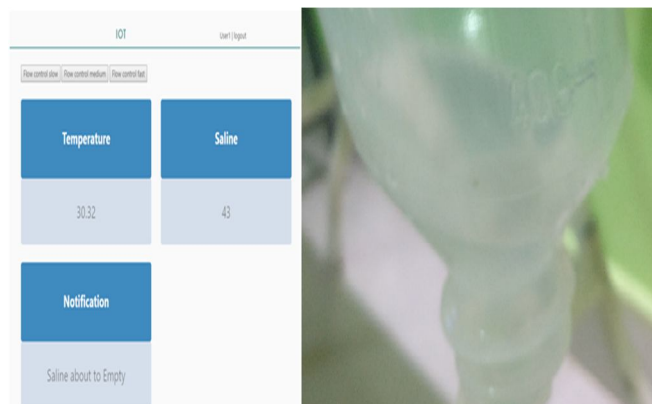 IOT
User1 | logout
Flow control slow Flow control medium Flow control fast
Temperature
Saline
30.32
43
Notification
Saline about to Empty